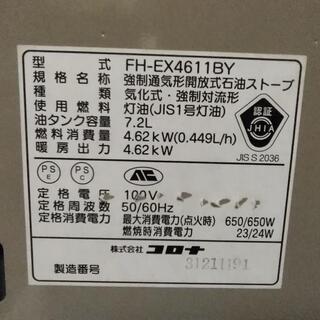 型 式 FH-EX4611BY
規 格 名 強制通気形開放式石油ストーブ
種 類 気化式・強制対流形
使 用 燃 料 灯油(JIS1号灯油)
油タンク容量 7.2L
燃 料 消 費 量 4.62kW(0.449L/h)
暖 房 出 力 4.62kW
認証
JHIA
JIS S 2036
PS E
PS C
定 格 電 圧 100V
定 格 周 波 数 50/60Hz
定格消費電力 最大消費電力(点火時) 650/650W
燃焼時消費電力 23/24W
株式会社 コロナ
製造番号 31211191